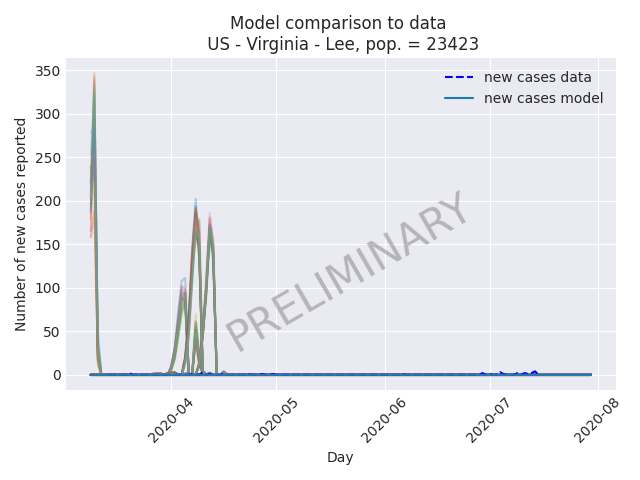 Model comparison to data
US - Virginia - Lee, pop. = 23423
new cases data
new cases model
350
300
250
200
150
100
50
0
Number of new cases reported
PRELIMINARY
2020-04
2020-05
2020-06
2020-07
2020-08
Day